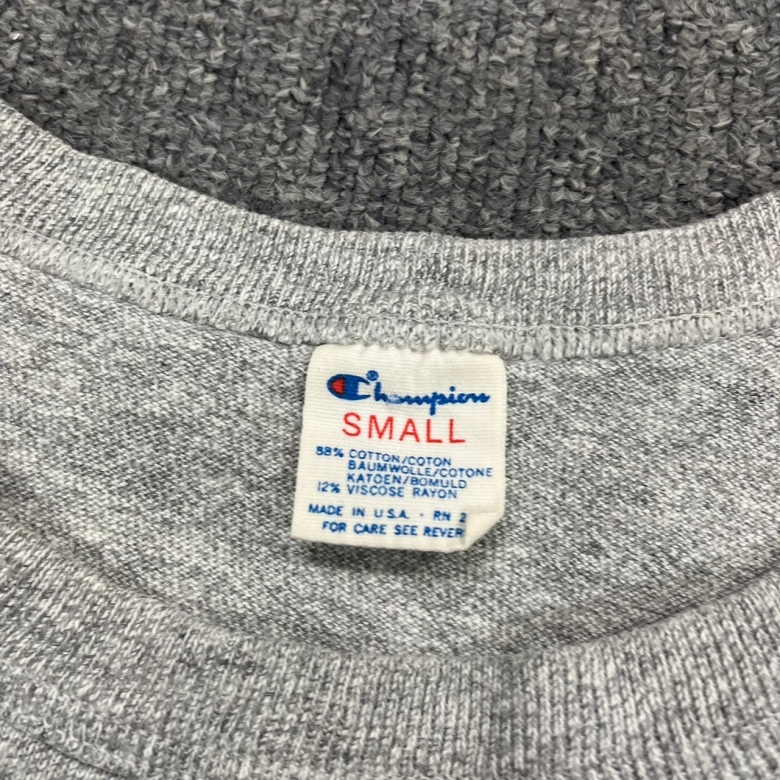 Champion®
SMALL
88% COTTON/COTON
BAUMWOLLE/COTONE
KATOEN/BOMULD
12% VISCOSE RAYON
MADE IN U.S.A. · RN 2
FOR CARE SEE REVER